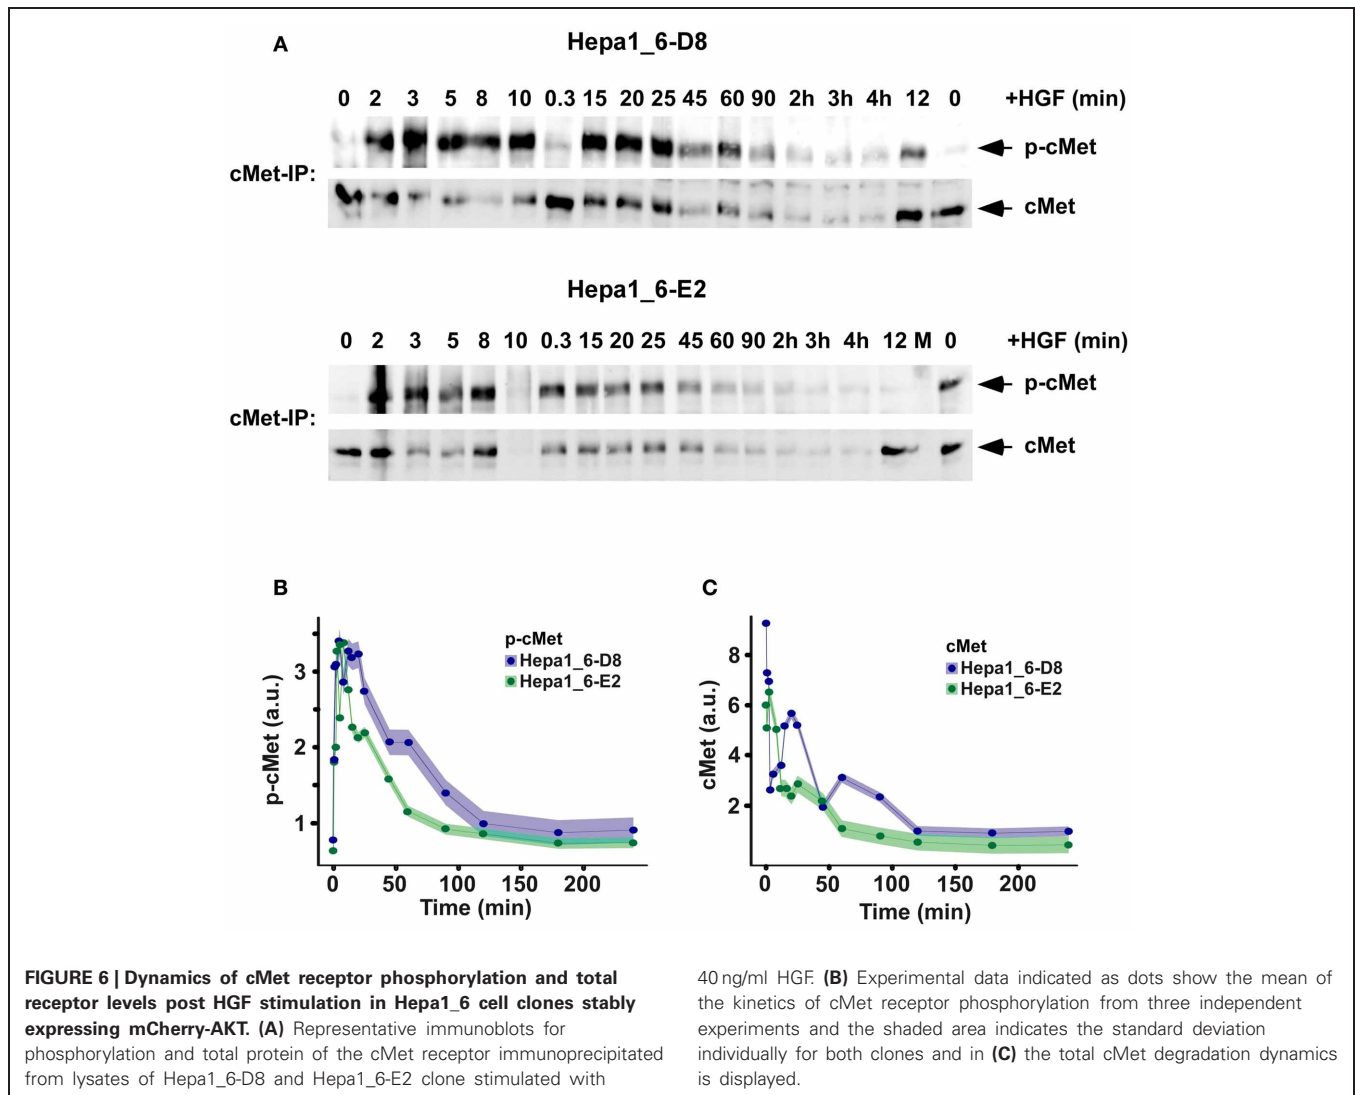 A
Hepa1_6-D8
0 2 3 5 8 10 0.3 15 20 25 45 60 90 2h 3h 4h 12 0 +HGF (min)
p-cMet
cMet-IP:
cMet
Hepa1_6-E2
0 2 3 5 8 10 0.3 15 20 25 45 60 90 2h 3h 4h 12 M 0 +HGF (min)
p-cMet
cMet-IP:
cMet
B
p-cMet (a.u.)
3
2
1
p-cMet
Hepa1_6-D8
Hepa1_6-E2
0 50 100 150 200
Time (min)
C
cMet (a.u.)
8
6
4
2
cMet
Hepa1_6-D8
Hepa1_6-E2
0 50 100 150 200
Time (min)
FIGURE 6 | Dynamics of cMet receptor phosphorylation and total
receptor levels post HGF stimulation in Hepa1_6 cell clones stably
expressing mCherry-AKT. (A) Representative immunoblots for
phosphorylation and total protein of the cMet receptor immunoprecipitated
from lysates of Hepa1_6-D8 and Hepa1_6-E2 clone stimulated with
40 ng/ml HGF. (B) Experimental data indicated as dots show the mean of
the kinetics of cMet receptor phosphorylation from three independent
experiments and the shaded area indicates the standard deviation
individually for both clones and in (C) the total cMet degradation dynamics
is displayed.